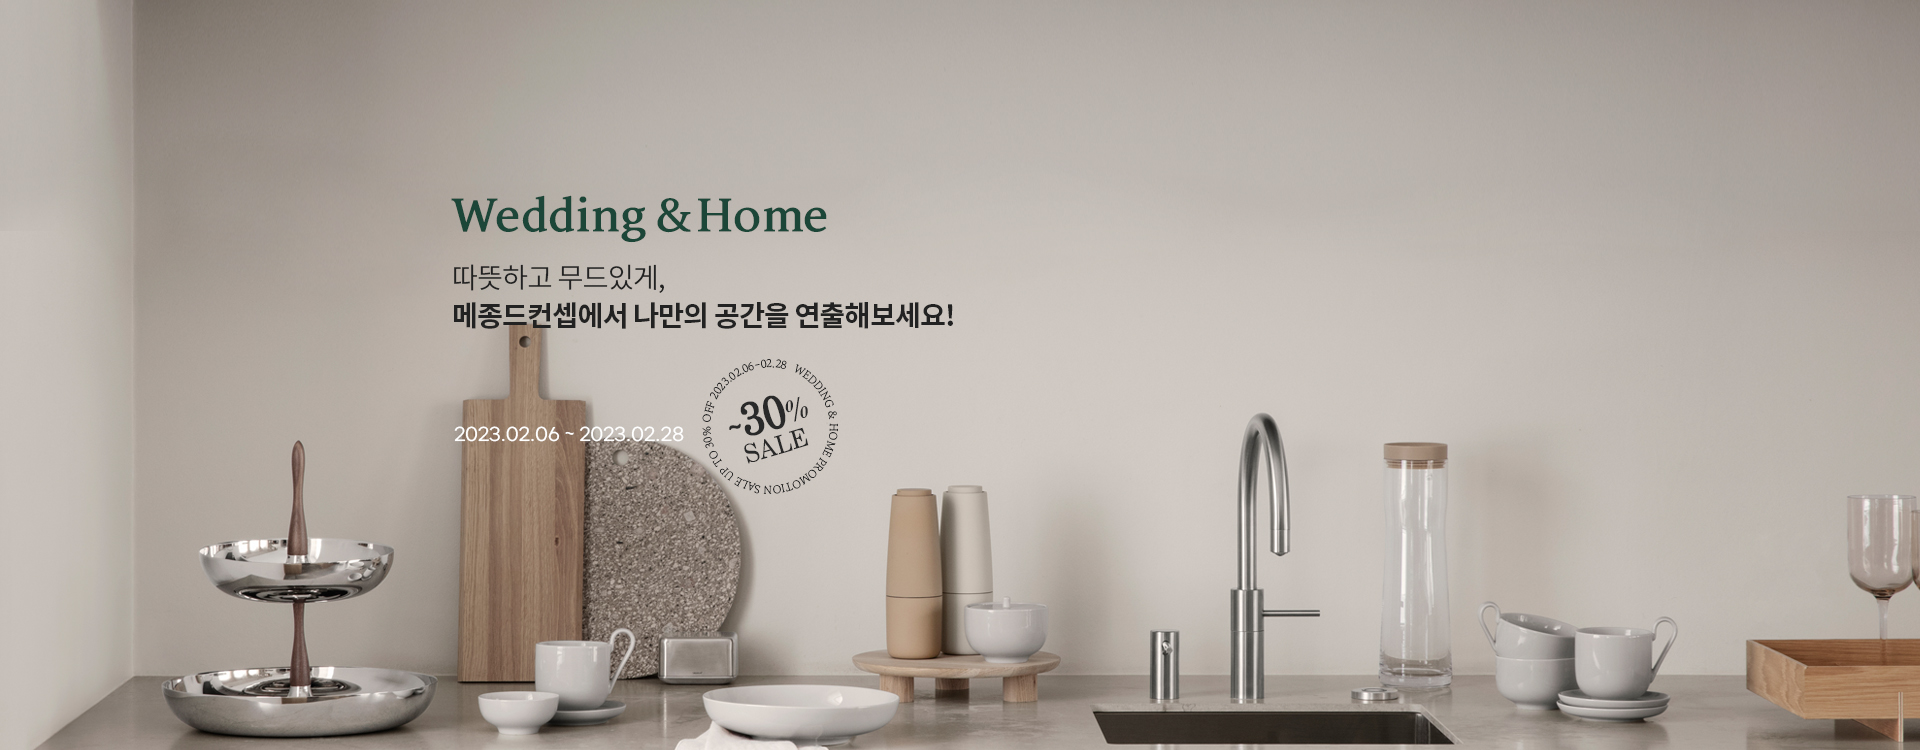 Wedding & Home
따뜻하고 무드있게,
메종드컨셉에서 나만의 공간을 연출해보세요!
2023.02.06 ~ 2023.02.28
~30%
SALE
WEDDING & HOME PROMOTION SALE UP TO 30% OFF 2023.02.06~02.28